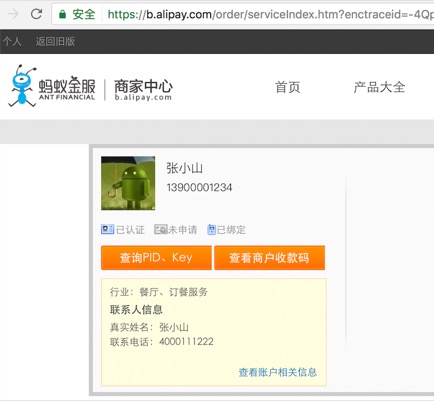 安全 https://b.alipay.com/order/serviceIndex.htm?enctraceid=-4Qp
个人 返回旧版
蚂蚁金服 商家中心 首页 产品大全
ANT FINANCIAL b.alipay.com
张小山
13900001234
已认证 未申请 已绑定
查询PID、Key 查看商户收款码
行业：餐厅、订餐服务
联系人信息
真实姓名：张小山
联系电话：4000111222
查看账户相关信息